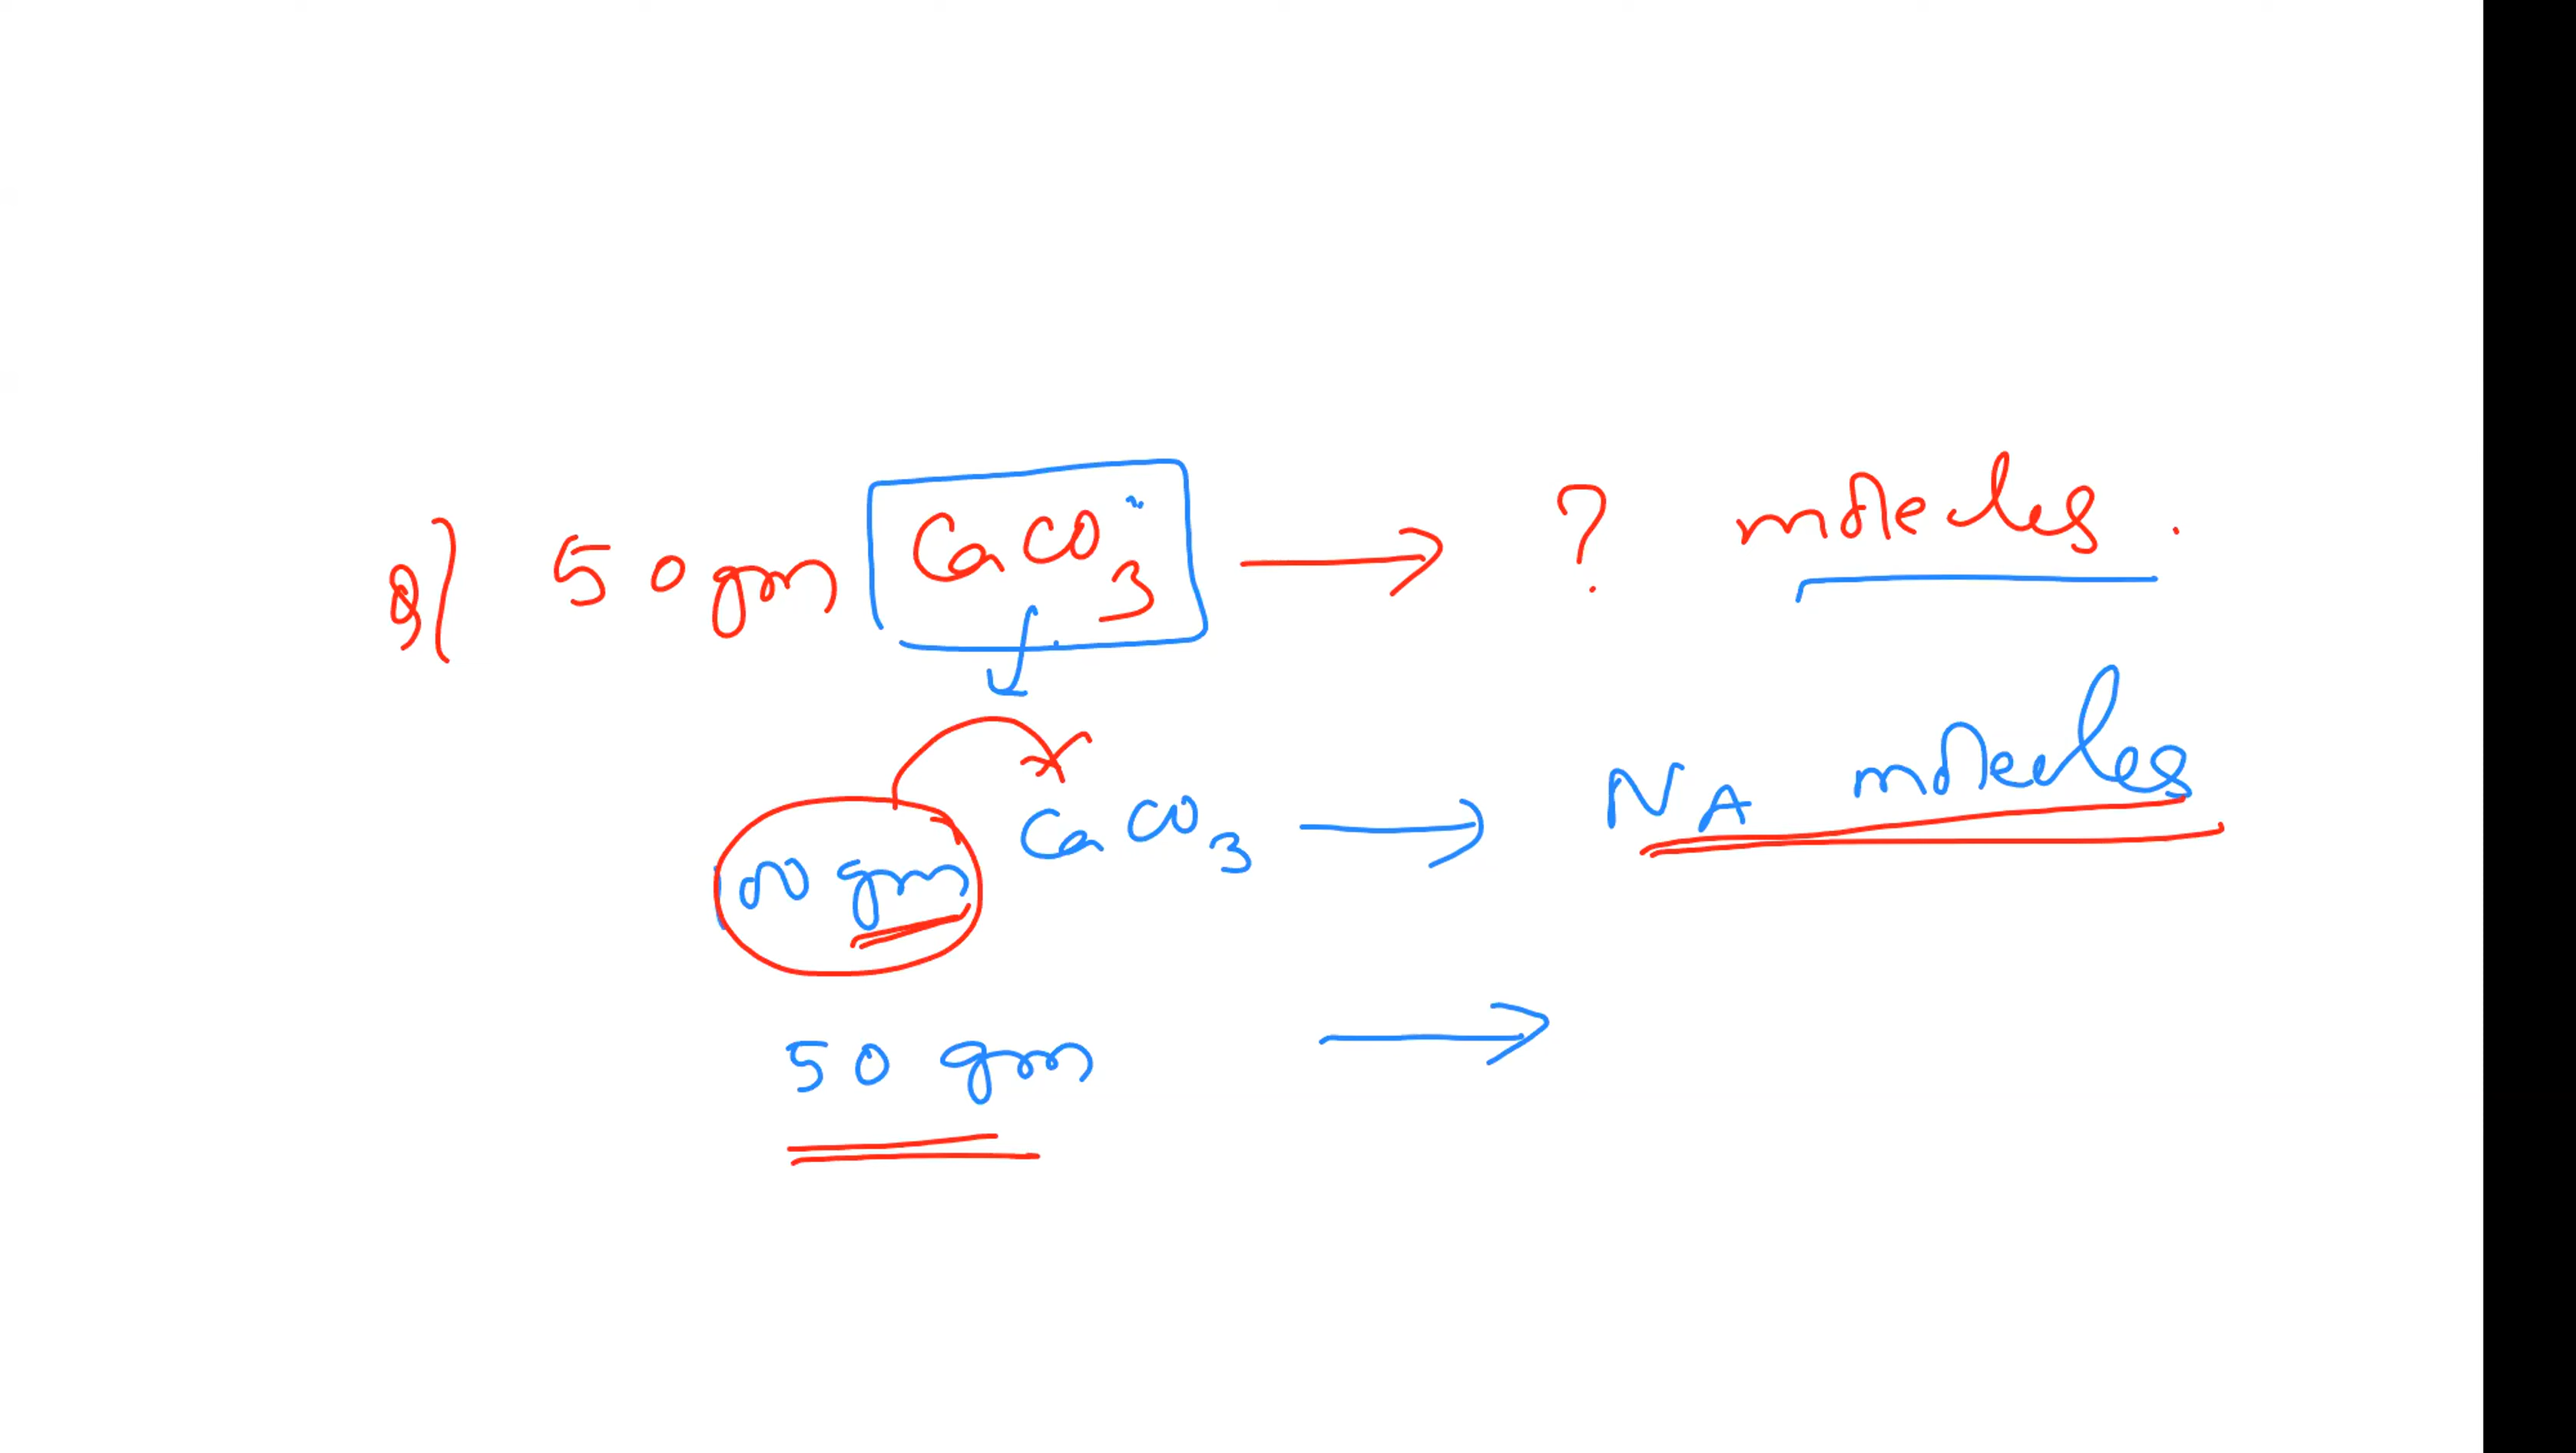 Q) 50 gm CaCO3 → ? molecules.
100 gm CaCO3 → NA molecules
50 gm →